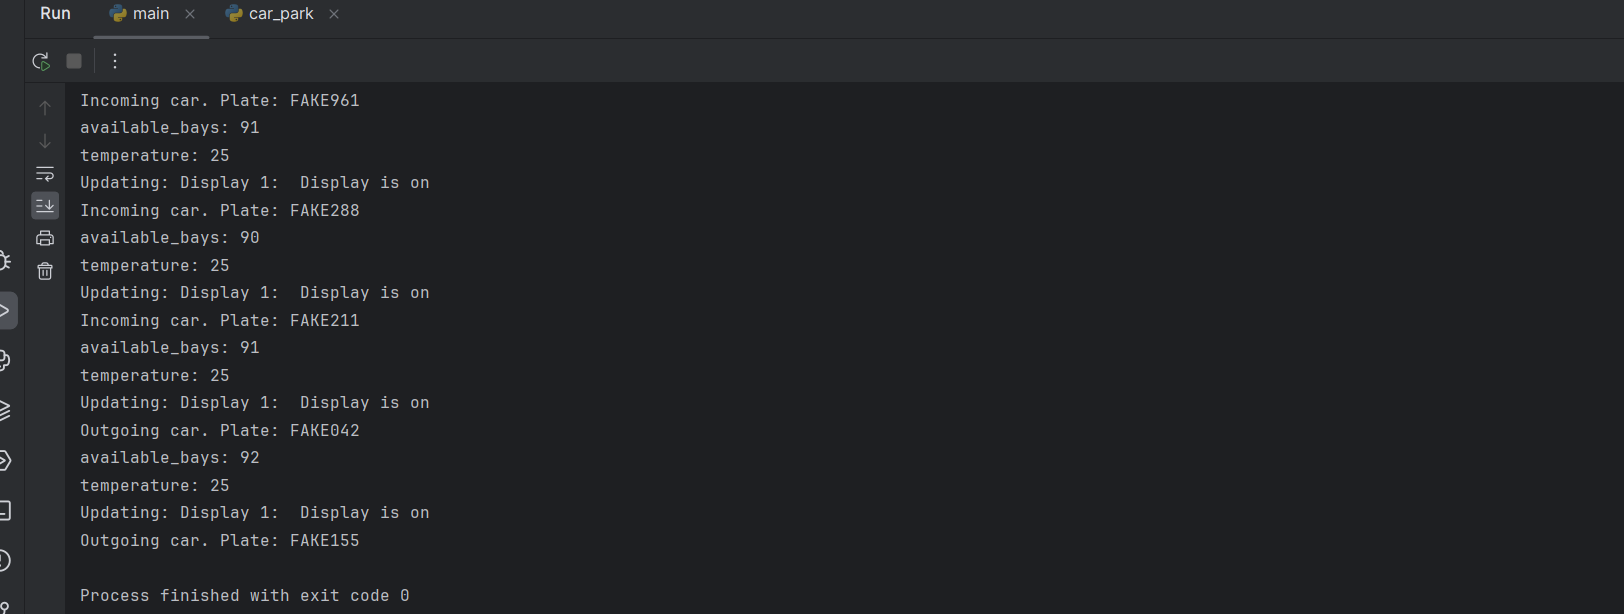 Run main car_park
Incoming car. Plate: FAKE961
available_bays: 91
temperature: 25
Updating: Display 1:  Display is on
Incoming car. Plate: FAKE288
available_bays: 90
temperature: 25
Updating: Display 1:  Display is on
Incoming car. Plate: FAKE211
available_bays: 91
temperature: 25
Updating: Display 1:  Display is on
Outgoing car. Plate: FAKE042
available_bays: 92
temperature: 25
Updating: Display 1:  Display is on
Outgoing car. Plate: FAKE155
Process finished with exit code 0